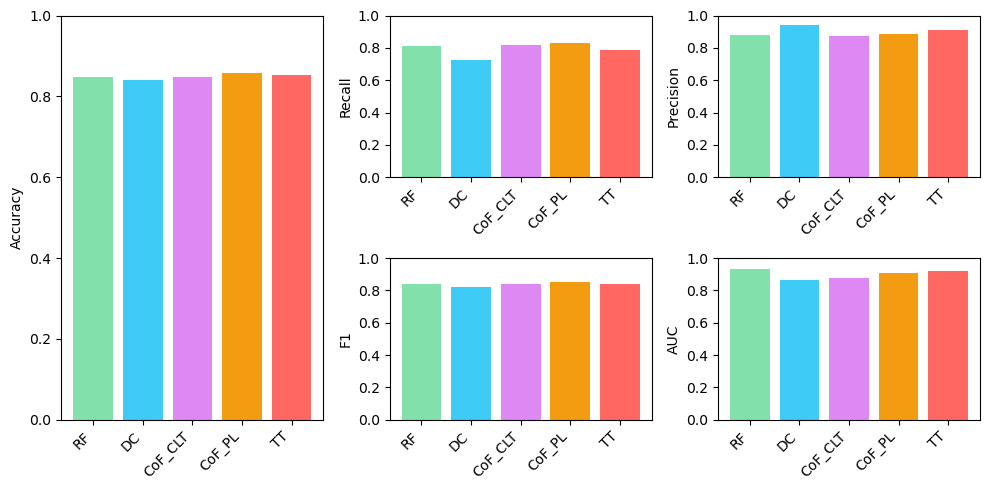 Accuracy
1.0
0.8
0.6
0.4
0.2
0.0
RF
DC
CoF_CLT
CoF_PL
TT
Recall
1.0
0.8
0.6
0.4
0.2
0.0
RF
DC
CoF_CLT
CoF_PL
TT
Precision
1.0
0.8
0.6
0.4
0.2
0.0
RF
DC
CoF_CLT
CoF_PL
TT
F1
1.0
0.8
0.6
0.4
0.2
0.0
RF
DC
CoF_CLT
CoF_PL
TT
AUC
1.0
0.8
0.6
0.4
0.2
0.0
RF
DC
CoF_CLT
CoF_PL
TT